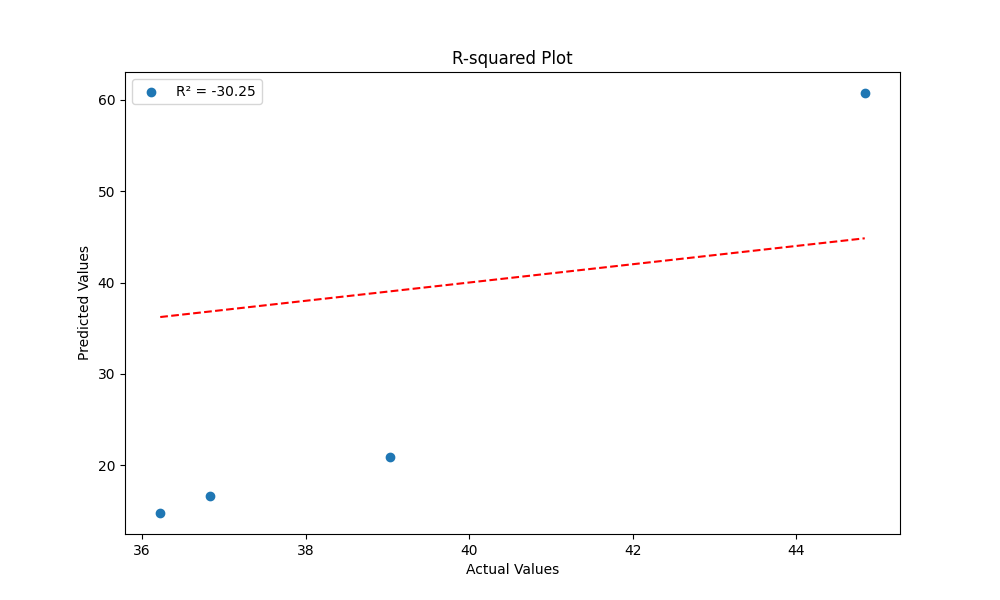 R-squared Plot
R² = -30.25
60
50
40
30
20
Predicted Values
36
38
40
42
44
Actual Values